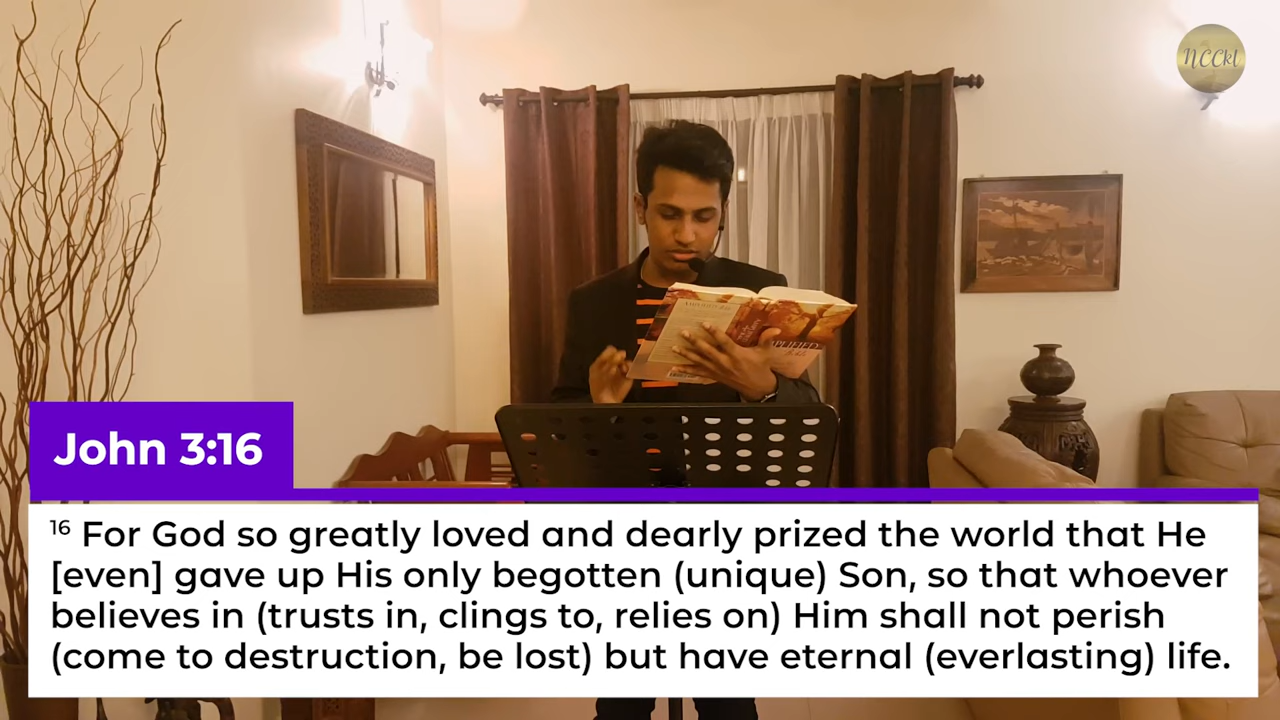 NCCkl
AMPLIFIED
John 3:16
16 For God so greatly loved and dearly prized the world that He
[even] gave up His only begotten (unique) Son, so that whoever
believes in (trusts in, clings to, relies on) Him shall not perish
(come to destruction, be lost) but have eternal (everlasting) life.